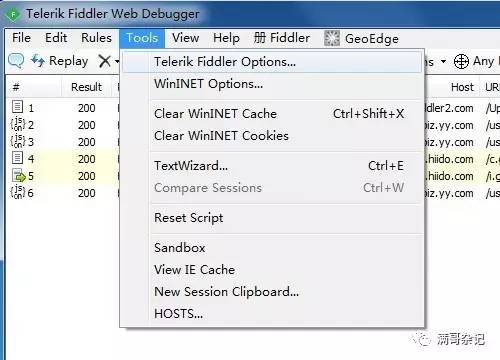 Telerik Fiddler Web Debugger
File Edit Rules Tools View Help 册 Fiddler GeoEdge
Replay Any
# Result Host UR
Telerik Fiddler Options...
WinINET Options...
Clear WinINET Cache Ctrl+Shift+X
Clear WinINET Cookies
TextWizard... Ctrl+E
Compare Sessions Ctrl+W
Reset Script
Sandbox
View IE Cache
New Session Clipboard...
HOSTS...
1 200 dler2.com /Up
2 200 biz.yy.com /us
3 200 biz.yy.com /us
4 200 .hiido.com /c.g
5 200 .hiido.com /i.g
6 200 biz.yy.com /us
满哥杂记